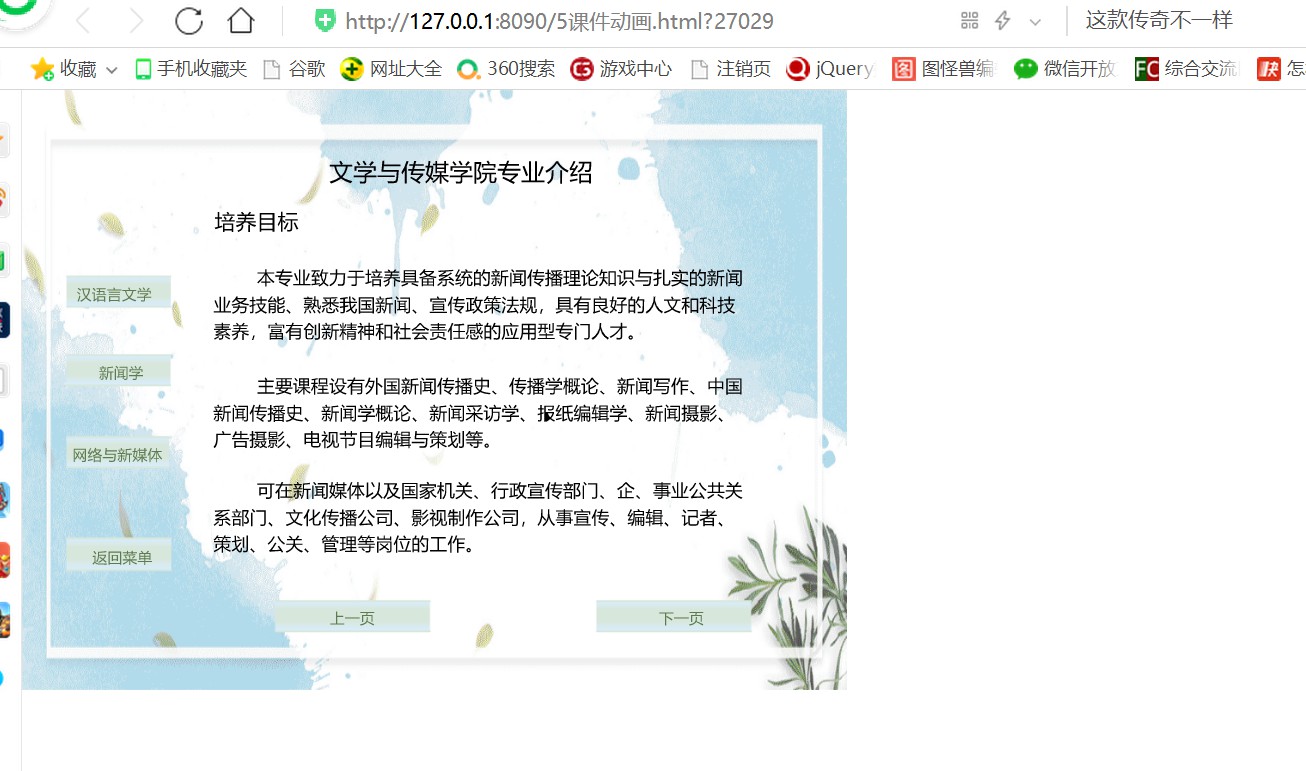 http://127.0.0.1:8090/5课件动画.html?27029
这款传奇不一样
收藏 手机收藏夹 谷歌 网址大全 360搜索 游戏中心 注销页 jQuery 图怪兽编 微信开放 综合交流 怎
文学与传媒学院专业介绍
培养目标
本专业致力于培养具备系统的新闻传播理论知识与扎实的新闻
业务技能、熟悉我国新闻、宣传政策法规，具有良好的人文和科技
素养，富有创新精神和社会责任感的应用型专门人才。
主要课程设有外国新闻传播史、传播学概论、新闻写作、中国
新闻传播史、新闻学概论、新闻采访学、报纸编辑学、新闻摄影、
广告摄影、电视节目编辑与策划等。
可在新闻媒体以及国家机关、行政宣传部门、企、事业公共关
系部门、文化传播公司、影视制作公司，从事宣传、编辑、记者、
策划、公关、管理等岗位的工作。
汉语言文学
新闻学
网络与新媒体
返回菜单
上一页
下一页